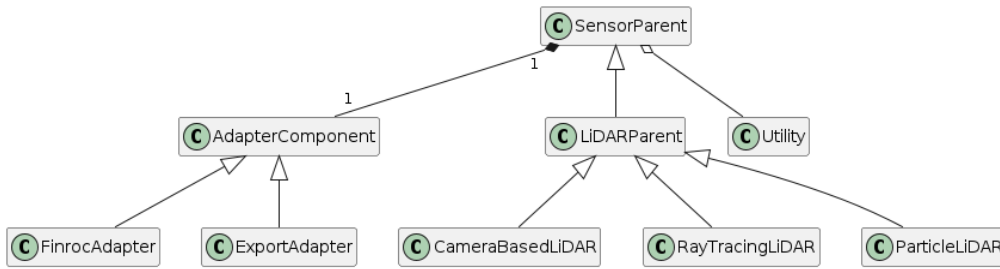 C SensorParent
1
1
C AdapterComponent
C LiDARParent
C Utility
C FinrocAdapter
C ExportAdapter
C CameraBasedLiDAR
C RayTracingLiDAR
C ParticleLiDAR